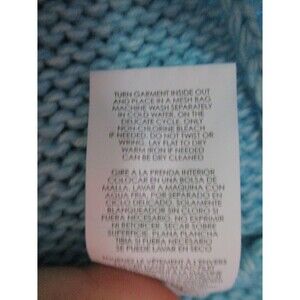 TURN GARMENT INSIDE OUT
AND PLACE IN A MESH BAG
MACHINE WASH SEPARATELY
IN COLD WATER, ON
THE DELICATE CYCLE. ONLY
NON-CHLORINE BLEACH
IF NEEDED. DO NOT TWIST OR
WRING. LAY FLAT TO DRY
WARM IRON IF NEEDED
CAN BE DRY CLEANED
GIRE A LA PRENDA INTERIOR
COLOCAR EN UNA BOLSA DE
MALLA. LAVAR A MAQUINA CON
AGUA FRIA, POR SEPARADO EN
CICLO DELICADO. SOLAMENTE
BLANQUEADOR SIN CLORO SI
FUERA NECESARIO. NO EXPRIMIR
NI RETORCER. SECAR SOBRE
SUPERFICIE. PLANA PLANCHA
TIBIA SI FUERA NECESARIO
SE PUEDE LAVAR EN SECO
LE VÊTEMENT À L'ENVERS